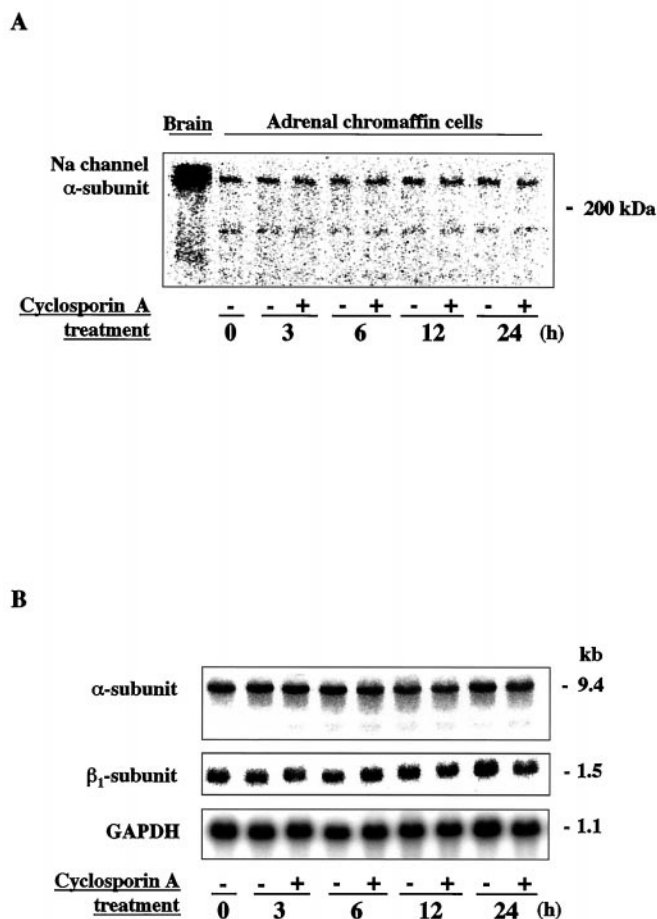 A
Brain Adrenal chromaffin cells
Na channel
α-subunit
- 200 kDa
Cyclosporin A - - + - + - + - +
treatment 0 3 6 12 24 (h)
B
kb
α-subunit - 9.4
β1-subunit - 1.5
GAPDH - 1.1
Cyclosporin A - - + - + - + - +
treatment 0 3 6 12 24 (h)